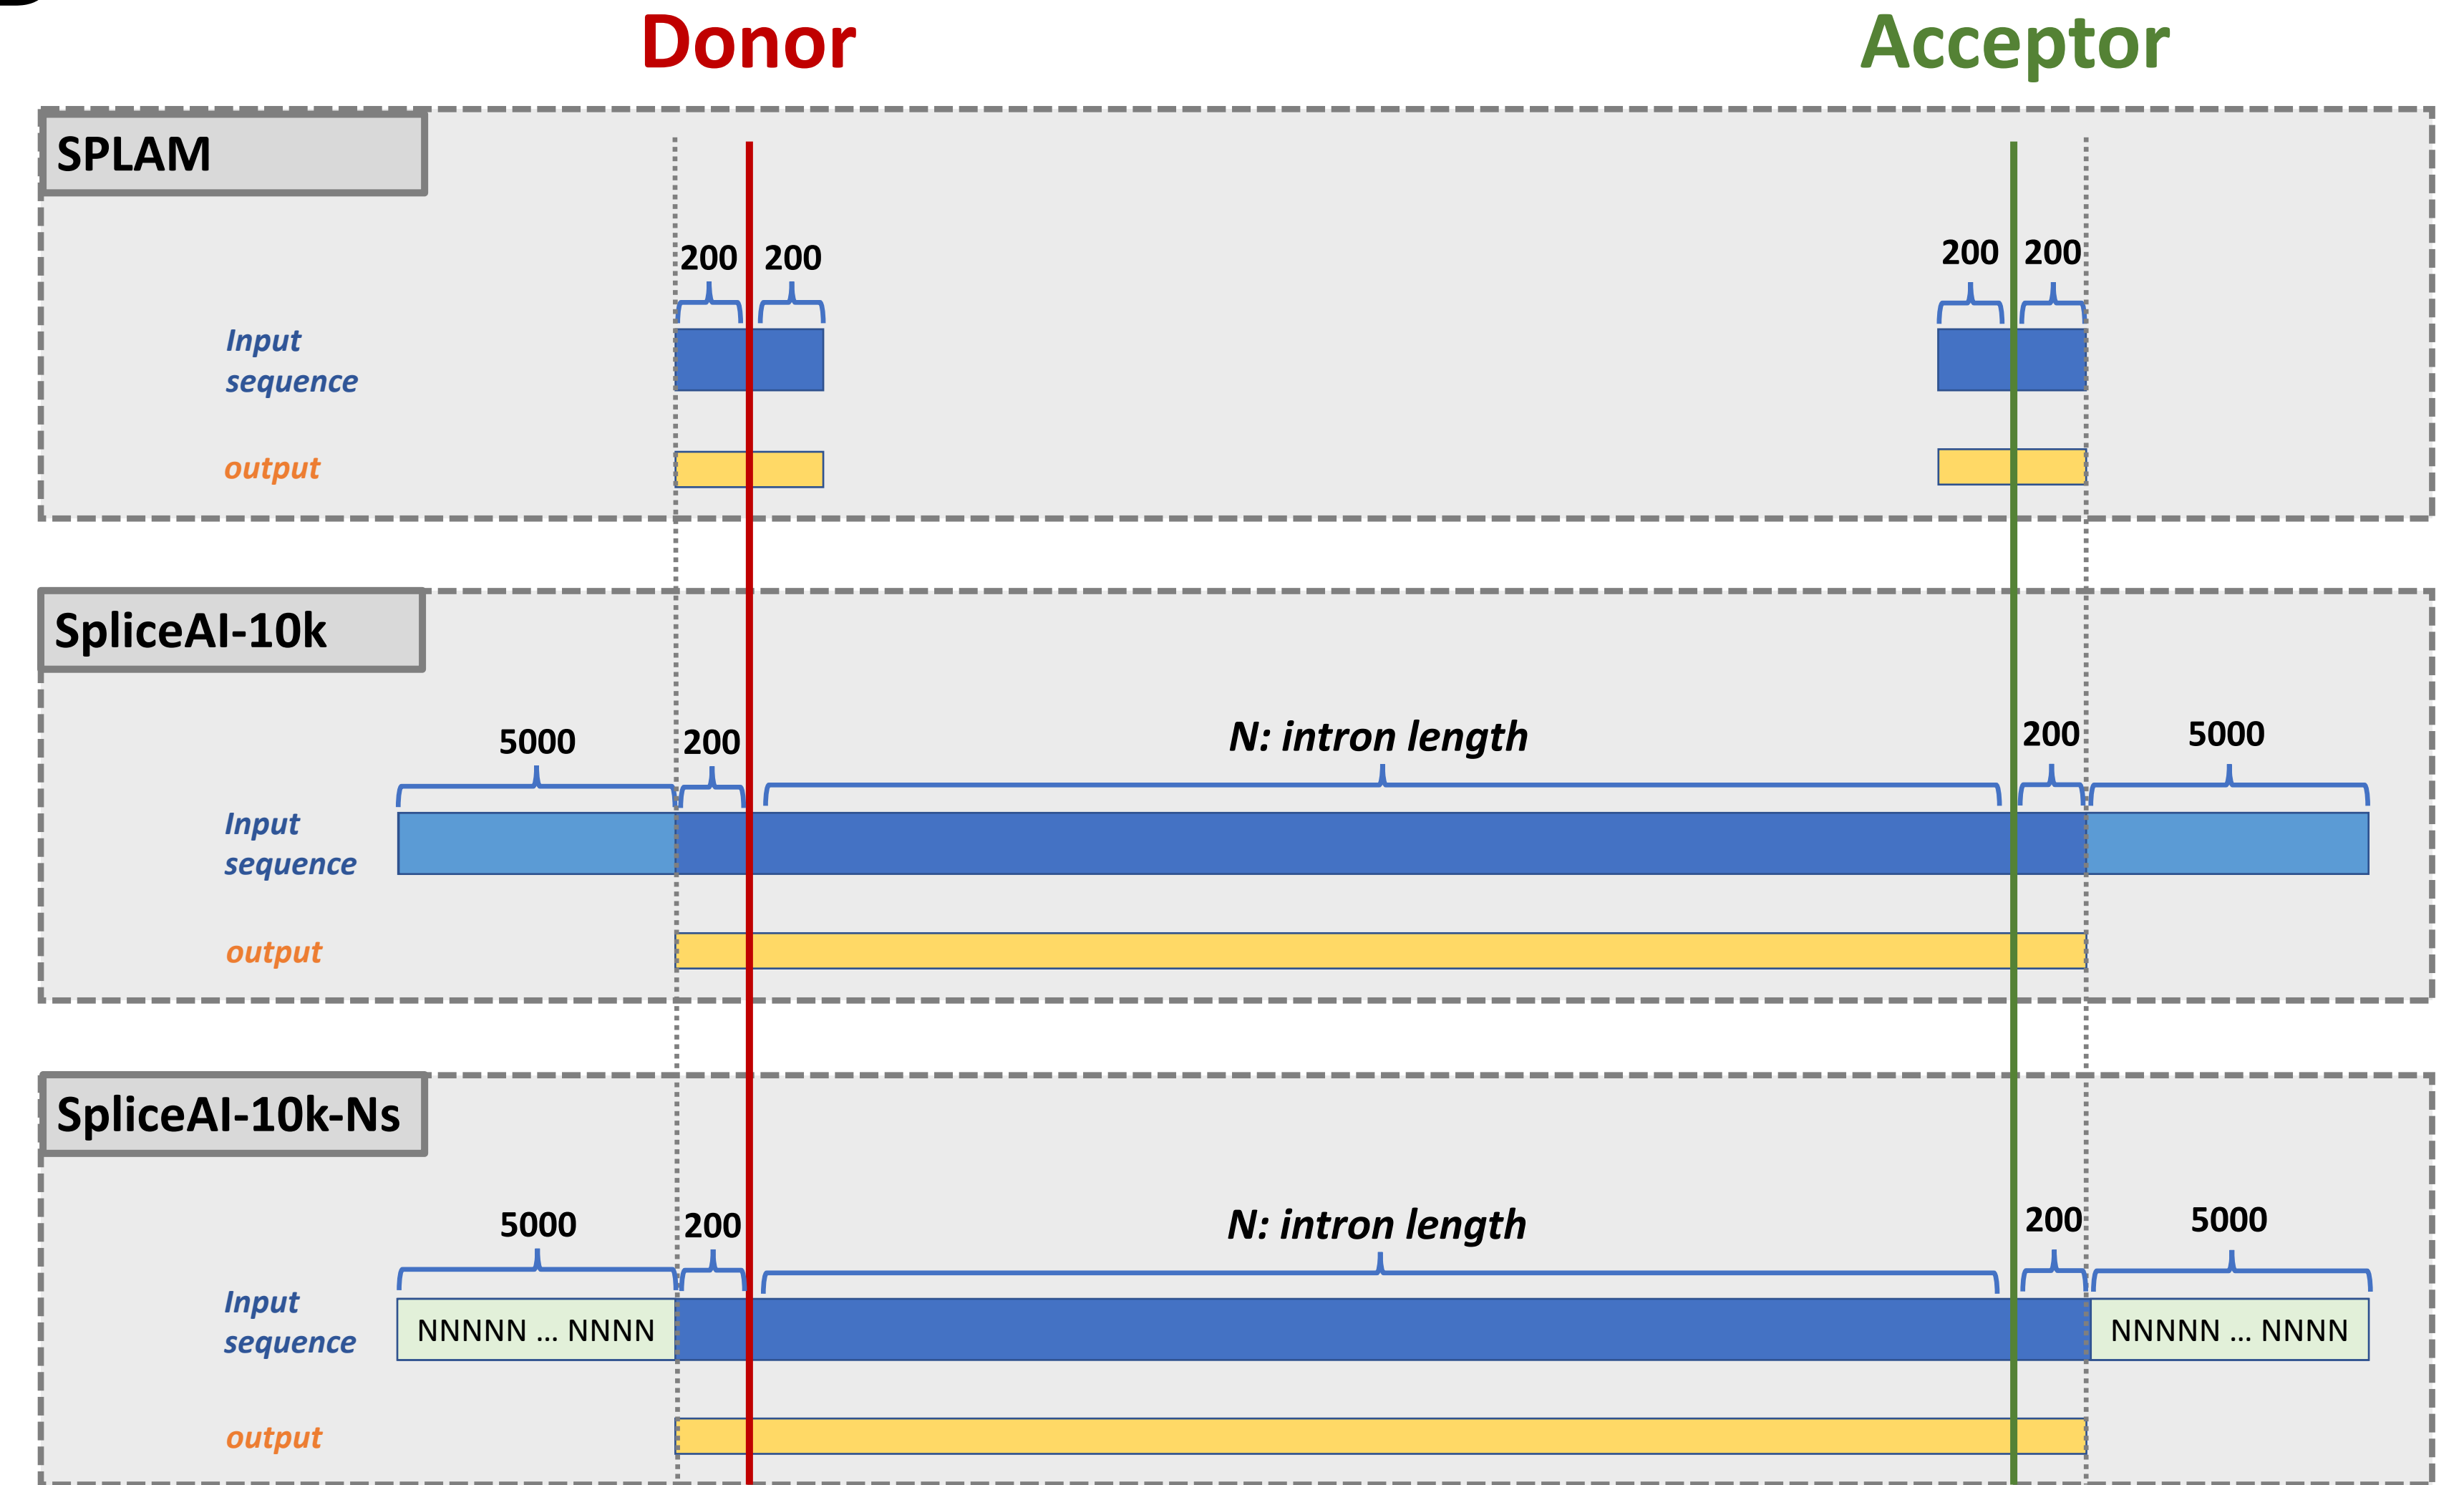 Donor Acceptor
SPLAM
200 200 200 200
Input
sequence
output
SpliceAI-10k
5000 200 N: intron length 200 5000
Input
sequence
output
SpliceAI-10k-Ns
5000 200 N: intron length 200 5000
Input
sequence
NNNNN ... NNNN NNNNN ... NNNN
output